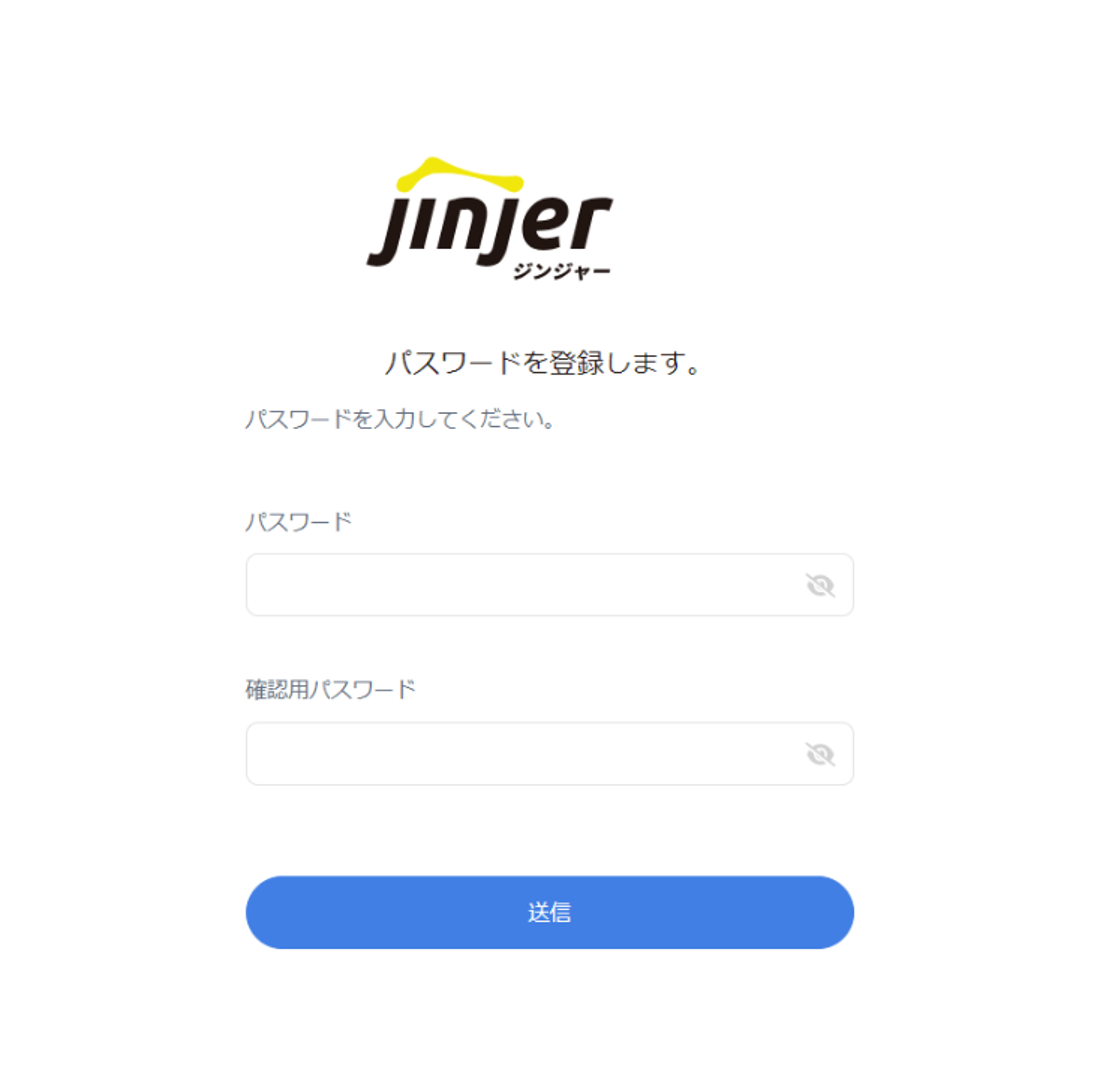 jinjer
ジンジャー
パスワードを登録します。
パスワードを入力してください。
パスワード
確認用パスワード
送信